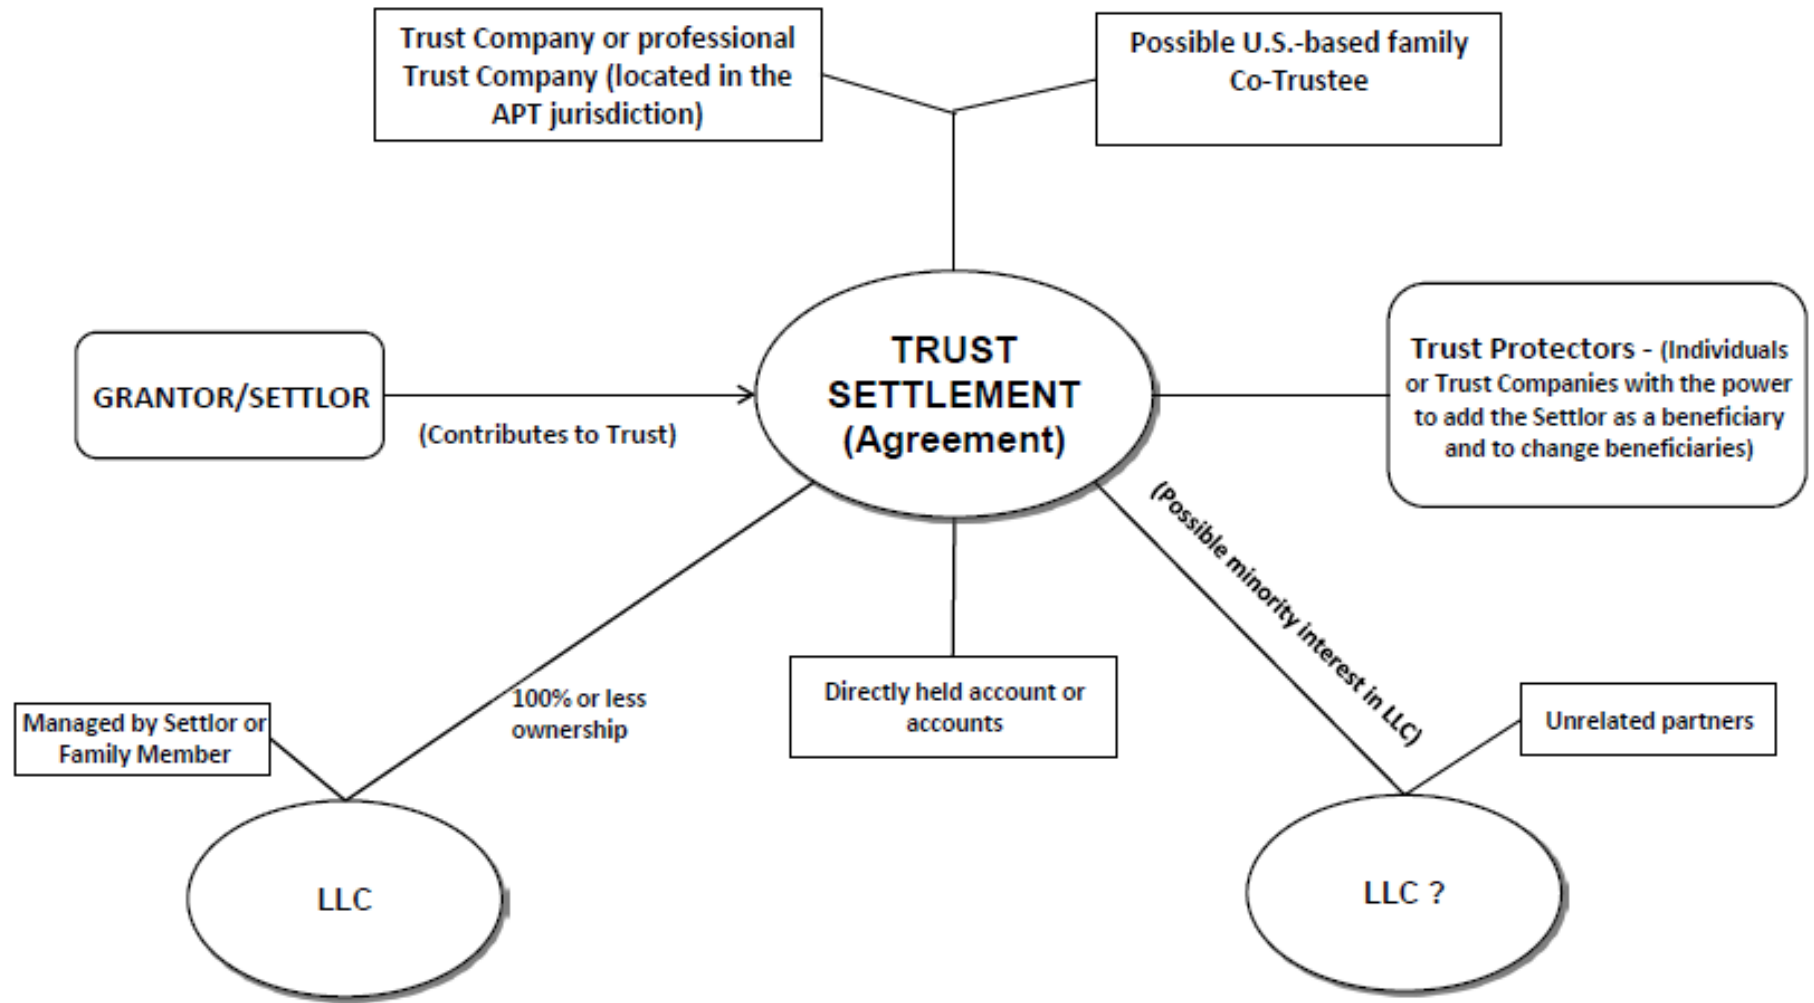 Trust Company or professional
Trust Company (located in the
APT jurisdiction)
Possible U.S.-based family
Co-Trustee
GRANTOR/SETTLOR
(Contributes to Trust)
TRUST
SETTLEMENT
(Agreement)
Trust Protectors - (Individuals
or Trust Companies with the power
to add the Settlor as a beneficiary
and to change beneficiaries)
(Possible minority interest in LLC)
100% or less
ownership
Directly held account or
accounts
Managed by Settlor or
Family Member
Unrelated partners
LLC
LLC ?